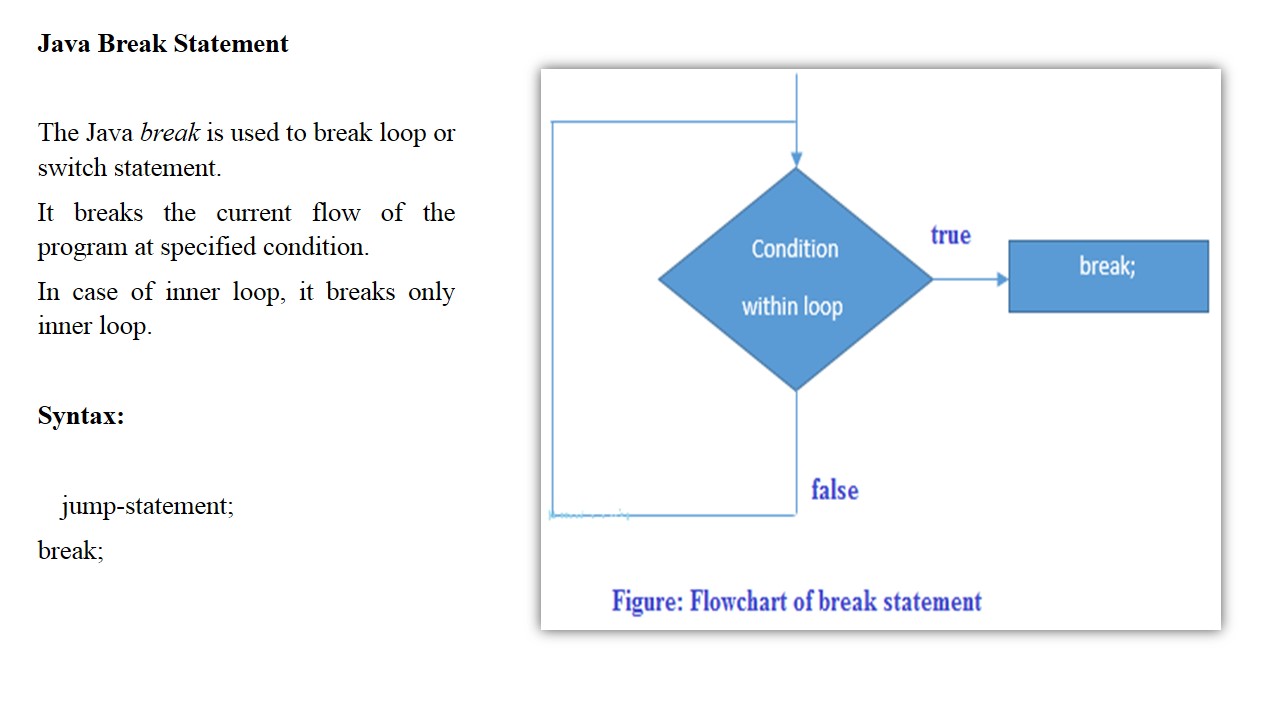 Java Break Statement
The Java break is used to break loop or
switch statement.
It breaks the current flow of the
program at specified condition.
In case of inner loop, it breaks only
inner loop.
Syntax:
jump-statement;
break;
Condition
within loop
true
break;
false
Figure: Flowchart of break statement